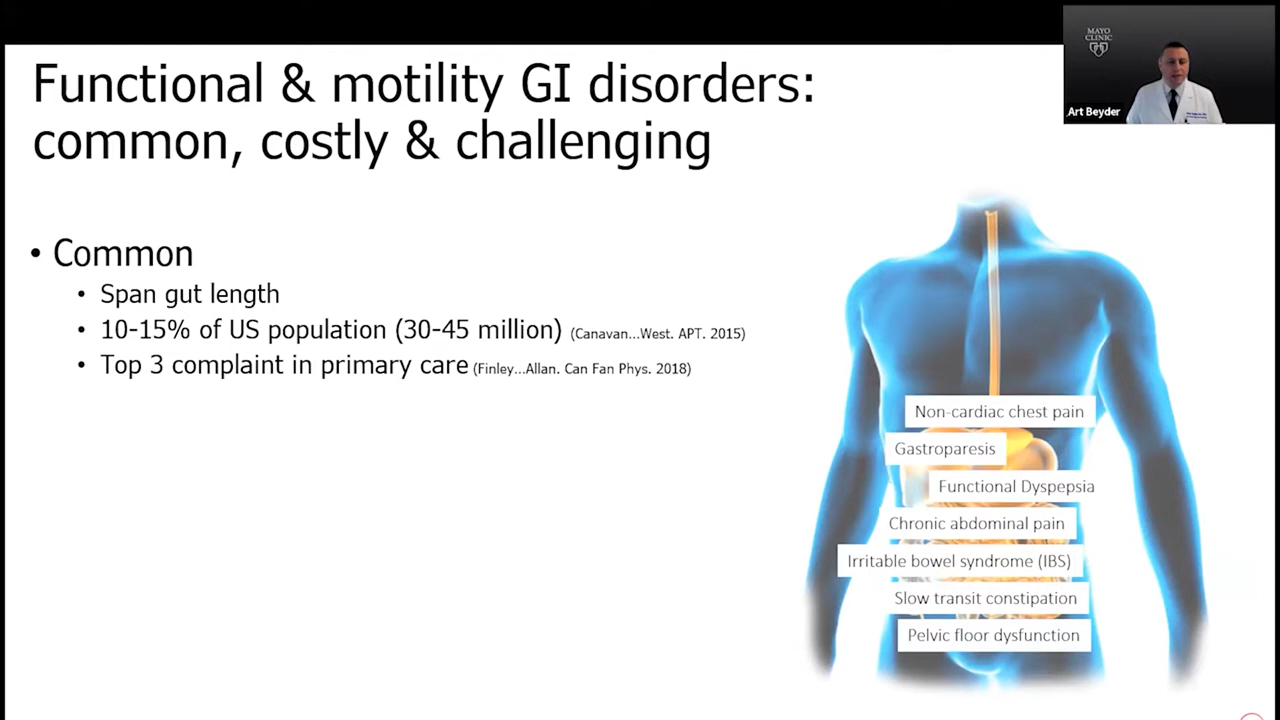 Functional & motility GI disorders:
common, costly & challenging
MAYO
CLINIC
Art Beyder
• Common
• Span gut length
• 10-15% of US population (30-45 million) (Canavan...West. APT. 2015)
• Top 3 complaint in primary care (Finley...Allan. Can Fan Phys. 2018)
Non-cardiac chest pain
Gastroparesis
Functional Dyspepsia
Chronic abdominal pain
Irritable bowel syndrome (IBS)
Slow transit constipation
Pelvic floor dysfunction